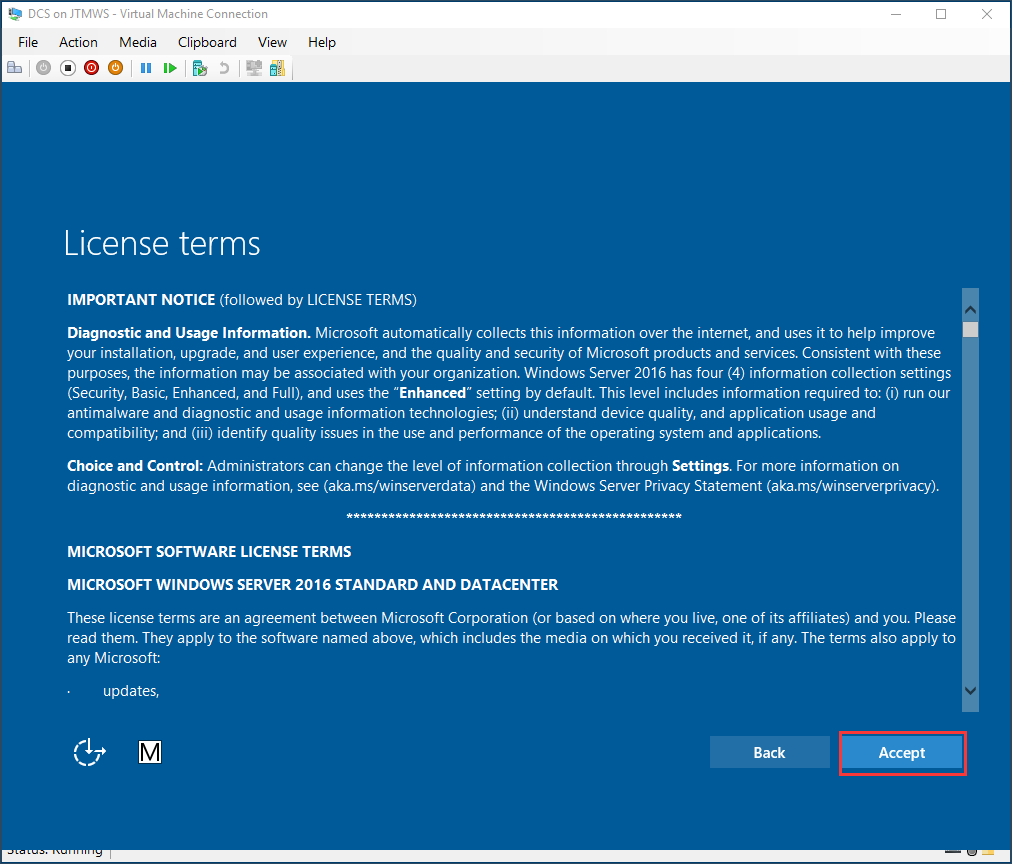 DCS on JTMWS - Virtual Machine Connection
File Action Media Clipboard View Help
License terms
IMPORTANT NOTICE (followed by LICENSE TERMS)
Diagnostic and Usage Information. Microsoft automatically collects this information over the internet, and uses it to help improve
your installation, upgrade, and user experience, and the quality and security of Microsoft products and services. Consistent with these
purposes, the information may be associated with your organization. Windows Server 2016 has four (4) information collection settings
(Security, Basic, Enhanced, and Full), and uses the “Enhanced” setting by default. This level includes information required to: (i) run our
antimalware and diagnostic and usage information technologies; (ii) understand device quality, and application usage and
compatibility; and (iii) identify quality issues in the use and performance of the operating system and applications.
Choice and Control: Administrators can change the level of information collection through Settings. For more information on
diagnostic and usage information, see (aka.ms/winserverdata) and the Windows Server Privacy Statement (aka.ms/winserverprivacy).
************************************************
MICROSOFT SOFTWARE LICENSE TERMS
MICROSOFT WINDOWS SERVER 2016 STANDARD AND DATACENTER
These license terms are an agreement between Microsoft Corporation (or based on where you live, one of its affiliates) and you. Please
read them. They apply to the software named above, which includes the media on which you received it, if any. The terms also apply to
any Microsoft:
· updates,
M
Back Accept
Status: Running